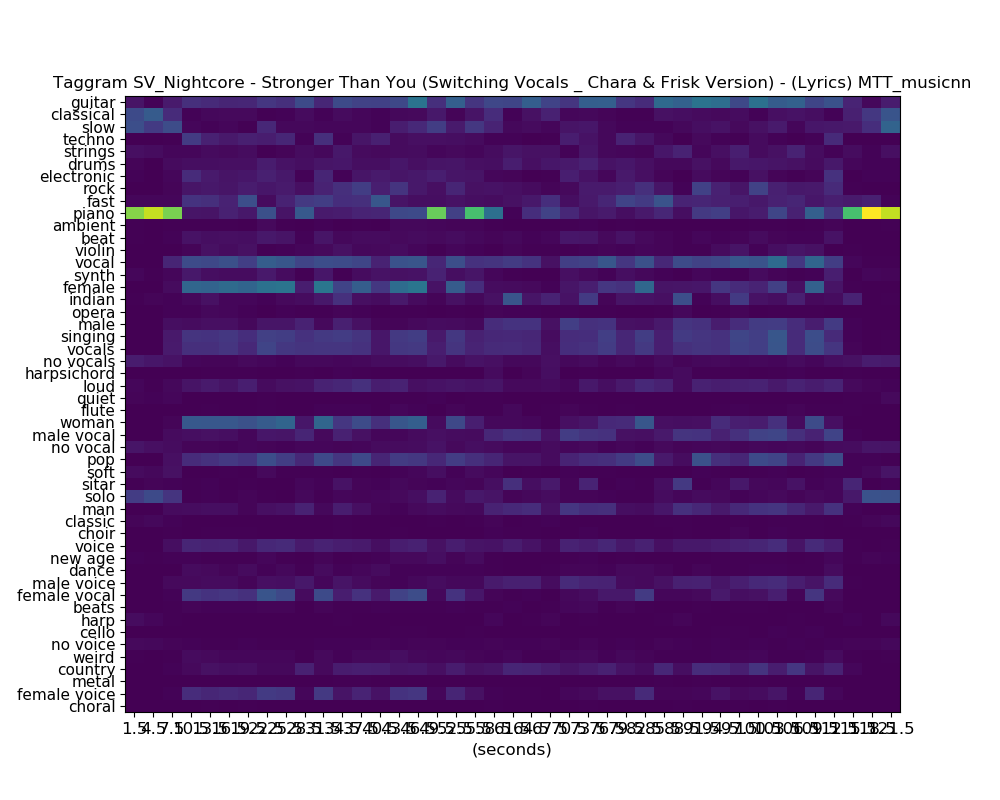 Taggram SV_Nightcore - Stronger Than You (Switching Vocals _ Chara & Frisk Version) - (Lyrics) MTT_musicnn
guitar
classical
slow
techno
strings
drums
electronic
rock
fast
piano
ambient
beat
violin
vocal
synth
female
indian
opera
male
singing
vocals
no vocals
harpsichord
loud
quiet
flute
woman
male vocal
no vocal
pop
soft
sitar
solo
man
classic
choir
voice
new age
dance
male voice
female vocal
beats
harp
cello
no voice
weird
country
metal
female voice
choral
(seconds)